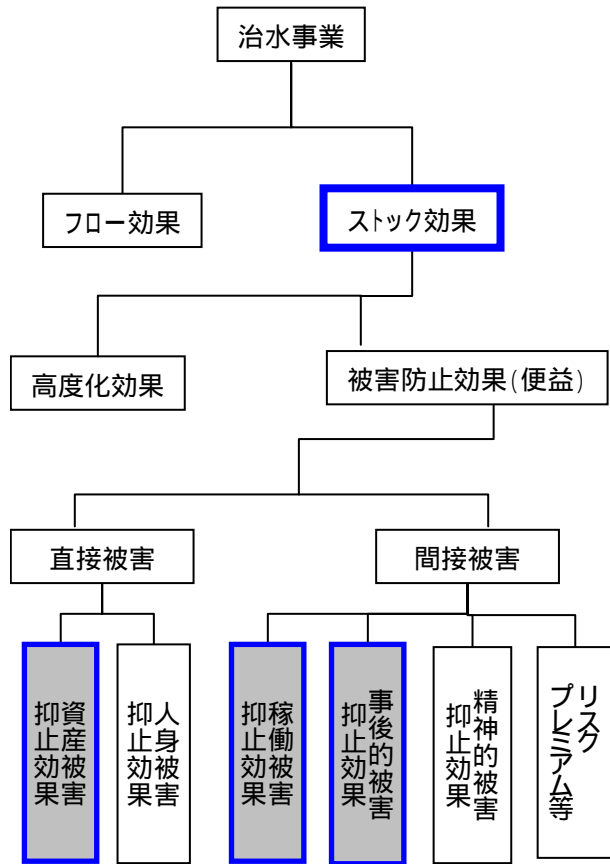 治水事業
フロー効果
ストック効果
高度化効果
被害防止効果(便益)
直接被害
間接被害
資産被害
抑止効果
人身被害
抑止効果
稼働被害
抑止効果
事後的被害
抑止効果
精神的被害
抑止効果
リスク
プレミアム等